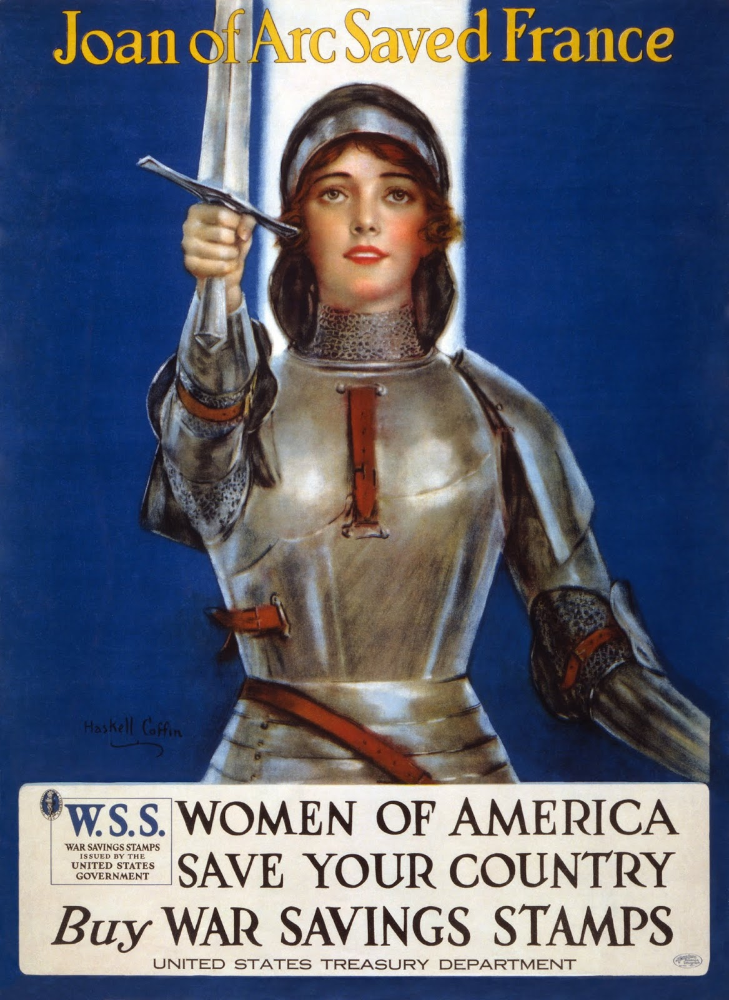 Joan of Arc Saved France
Haskell Coffin
W.S.S.
WAR SAVINGS STAMPS
ISSUED BY THE
UNITED STATES
GOVERNMENT
WOMEN OF AMERICA
SAVE YOUR COUNTRY
Buy WAR SAVINGS STAMPS
UNITED STATES TREASURY DEPARTMENT